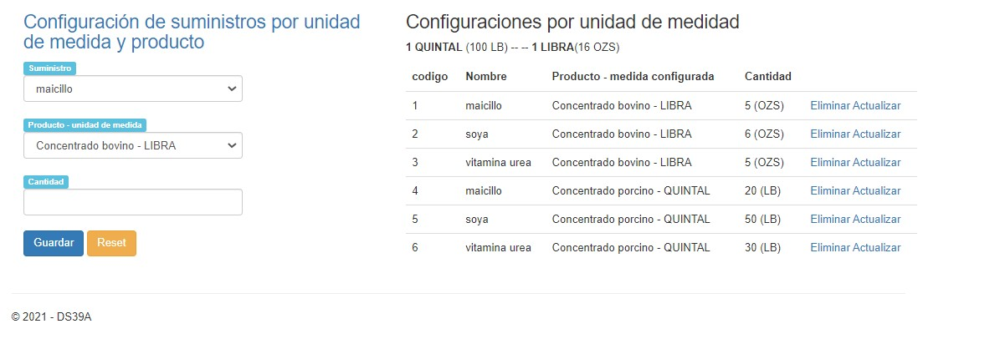 Configuración de suministros por unidad
de medida y producto
Suministro
maicillo
Producto - unidad de medida
Concentrado bovino - LIBRA
Cantidad
Guardar Reset
Configuraciones por unidad de medidad
1 QUINTAL (100 LB) -- -- 1 LIBRA(16 OZS)
codigo Nombre Producto - medida configurada Cantidad
1 maicillo Concentrado bovino - LIBRA 5 (OZS) Eliminar Actualizar
2 soya Concentrado bovino - LIBRA 6 (OZS) Eliminar Actualizar
3 vitamina urea Concentrado bovino - LIBRA 5 (OZS) Eliminar Actualizar
4 maicillo Concentrado porcino - QUINTAL 20 (LB) Eliminar Actualizar
5 soya Concentrado porcino - QUINTAL 50 (LB) Eliminar Actualizar
6 vitamina urea Concentrado porcino - QUINTAL 30 (LB) Eliminar Actualizar
© 2021 - DS39A